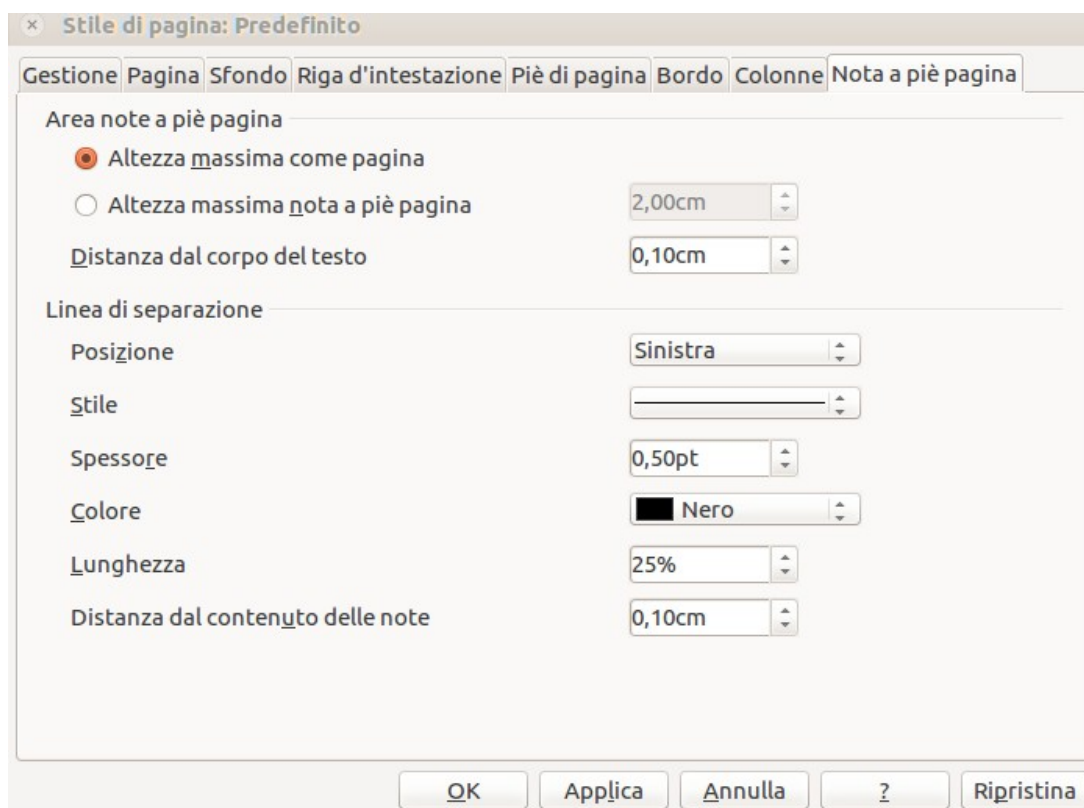 Stile di pagina: Predefinito
Gestione Pagina Sfondo Riga d'intestazione Piè di pagina Bordo Colonne Nota a piè pagina
Area note a piè pagina
Altezza massima come pagina
Altezza massima nota a piè pagina 2,00cm
Distanza dal corpo del testo 0,10cm
Linea di separazione
Posizione Sinistra
Stile
Spessore 0,50pt
Colore Nero
Lunghezza 25%
Distanza dal contenuto delle note 0,10cm
OK Applica Annulla ? Ripristina